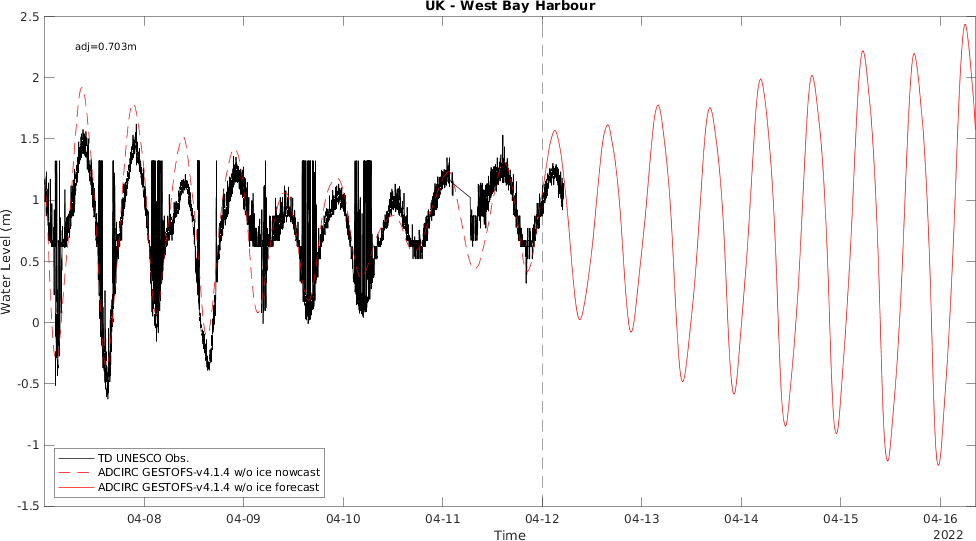 UK - West Bay Harbour
adj=0.703m
2.5
2
1.5
1
0.5
0
-0.5
-1
-1.5
Water Level (m)
TD UNESCO Obs.
ADCIRC GESTOFS-v4.1.4 w/o ice nowcast
ADCIRC GESTOFS-v4.1.4 w/o ice forecast
04-08 04-09 04-10 04-11 04-12 04-13 04-14 04-15 04-16
Time 2022